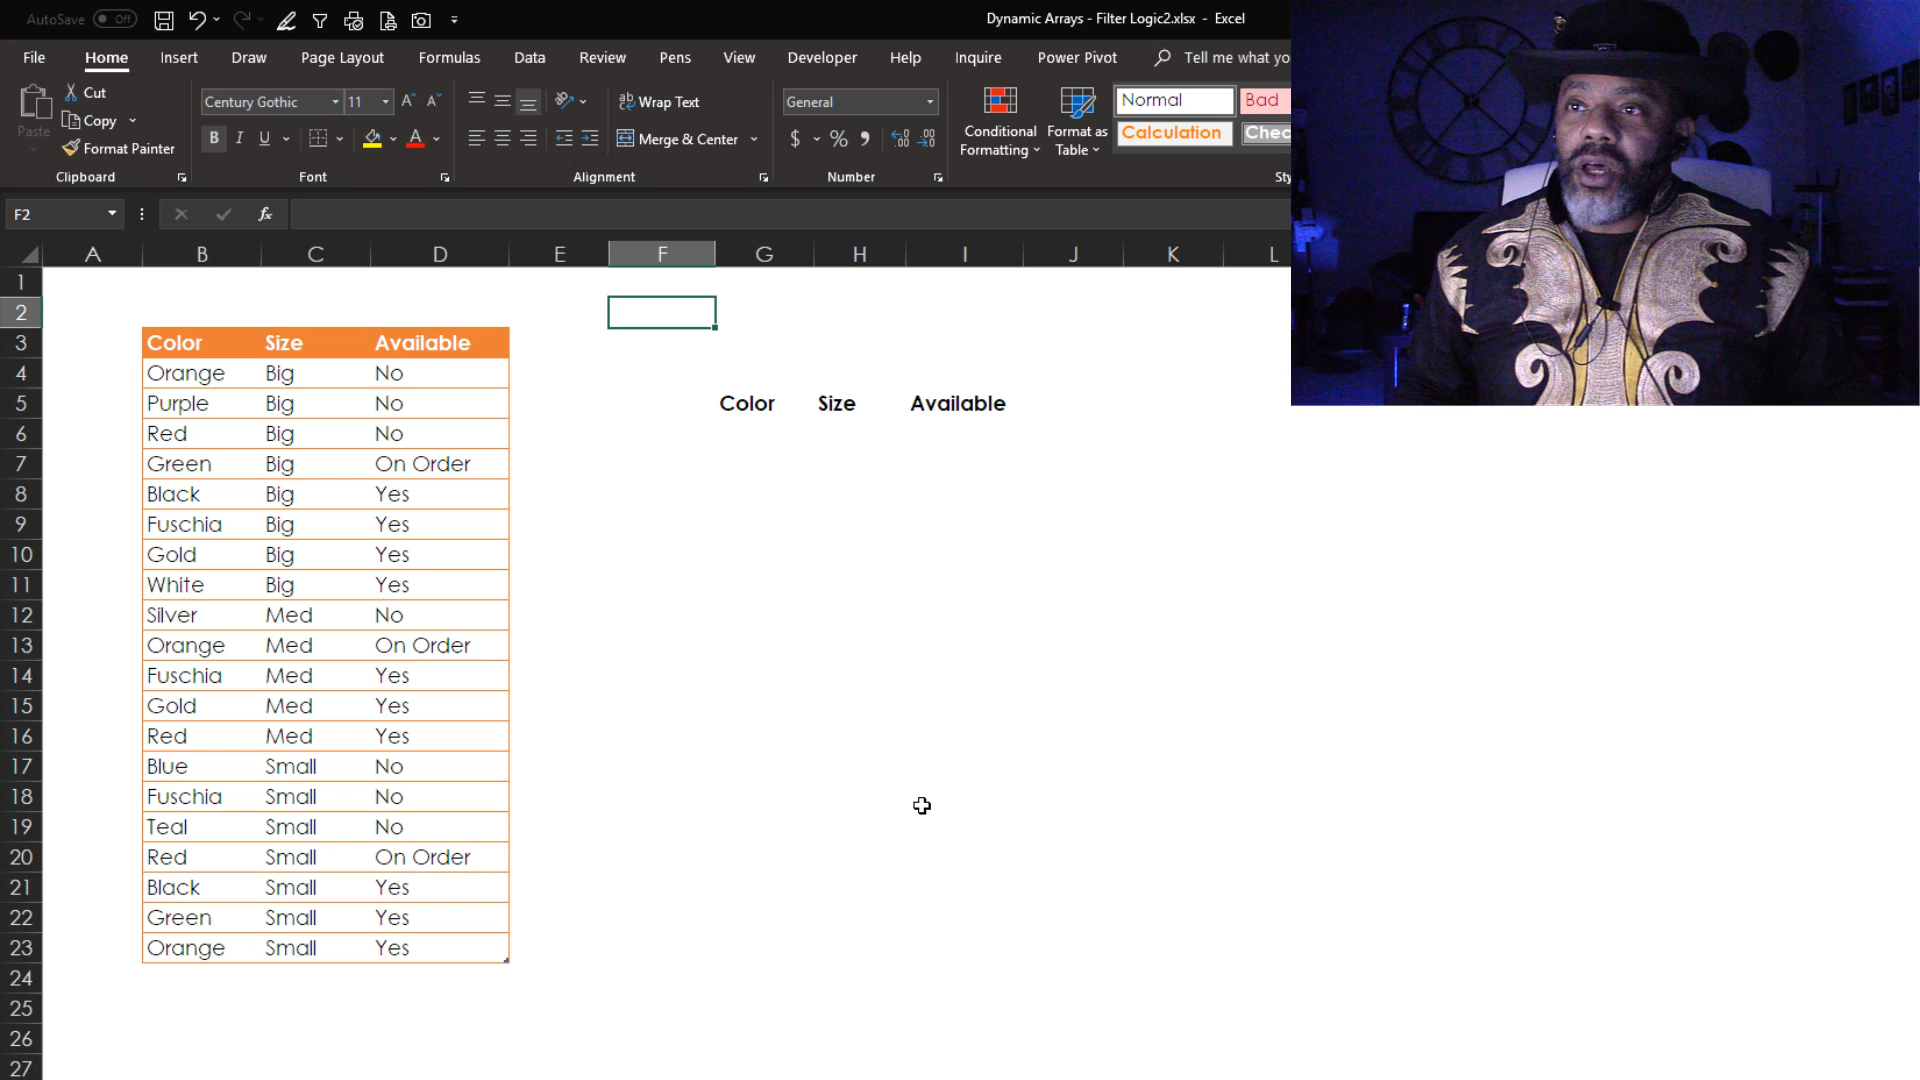 AutoSave Off
Dynamic Arrays - Filter Logic2.xlsx - Excel
File Home Insert Draw Page Layout Formulas Data Review View Pens Developer Help Inquire Power Pivot Tell me what yo
Paste
Cut
Copy
Format Painter
Clipboard
Century Gothic 11
B I U
Font
Wrap Text
Merge & Center
Alignment
General
$ % ,
Number
Conditional Formatting
Format as Table
Normal Bad
Calculation Chec
Sty
F2 fx
A B C D E F G H I J K L
1
2
3 Color Size Available
4 Orange Big No
5 Purple Big No Color Size Available
6 Red Big No
7 Green Big On Order
8 Black Big Yes
9 Fuschia Big Yes
10 Gold Big Yes
11 White Big Yes
12 Silver Med No
13 Orange Med On Order
14 Fuschia Med Yes
15 Gold Med Yes
16 Red Med Yes
17 Blue Small No
18 Fuschia Small No
19 Teal Small No
20 Red Small On Order
21 Black Small Yes
22 Green Small Yes
23 Orange Small Yes
24
25
26
27